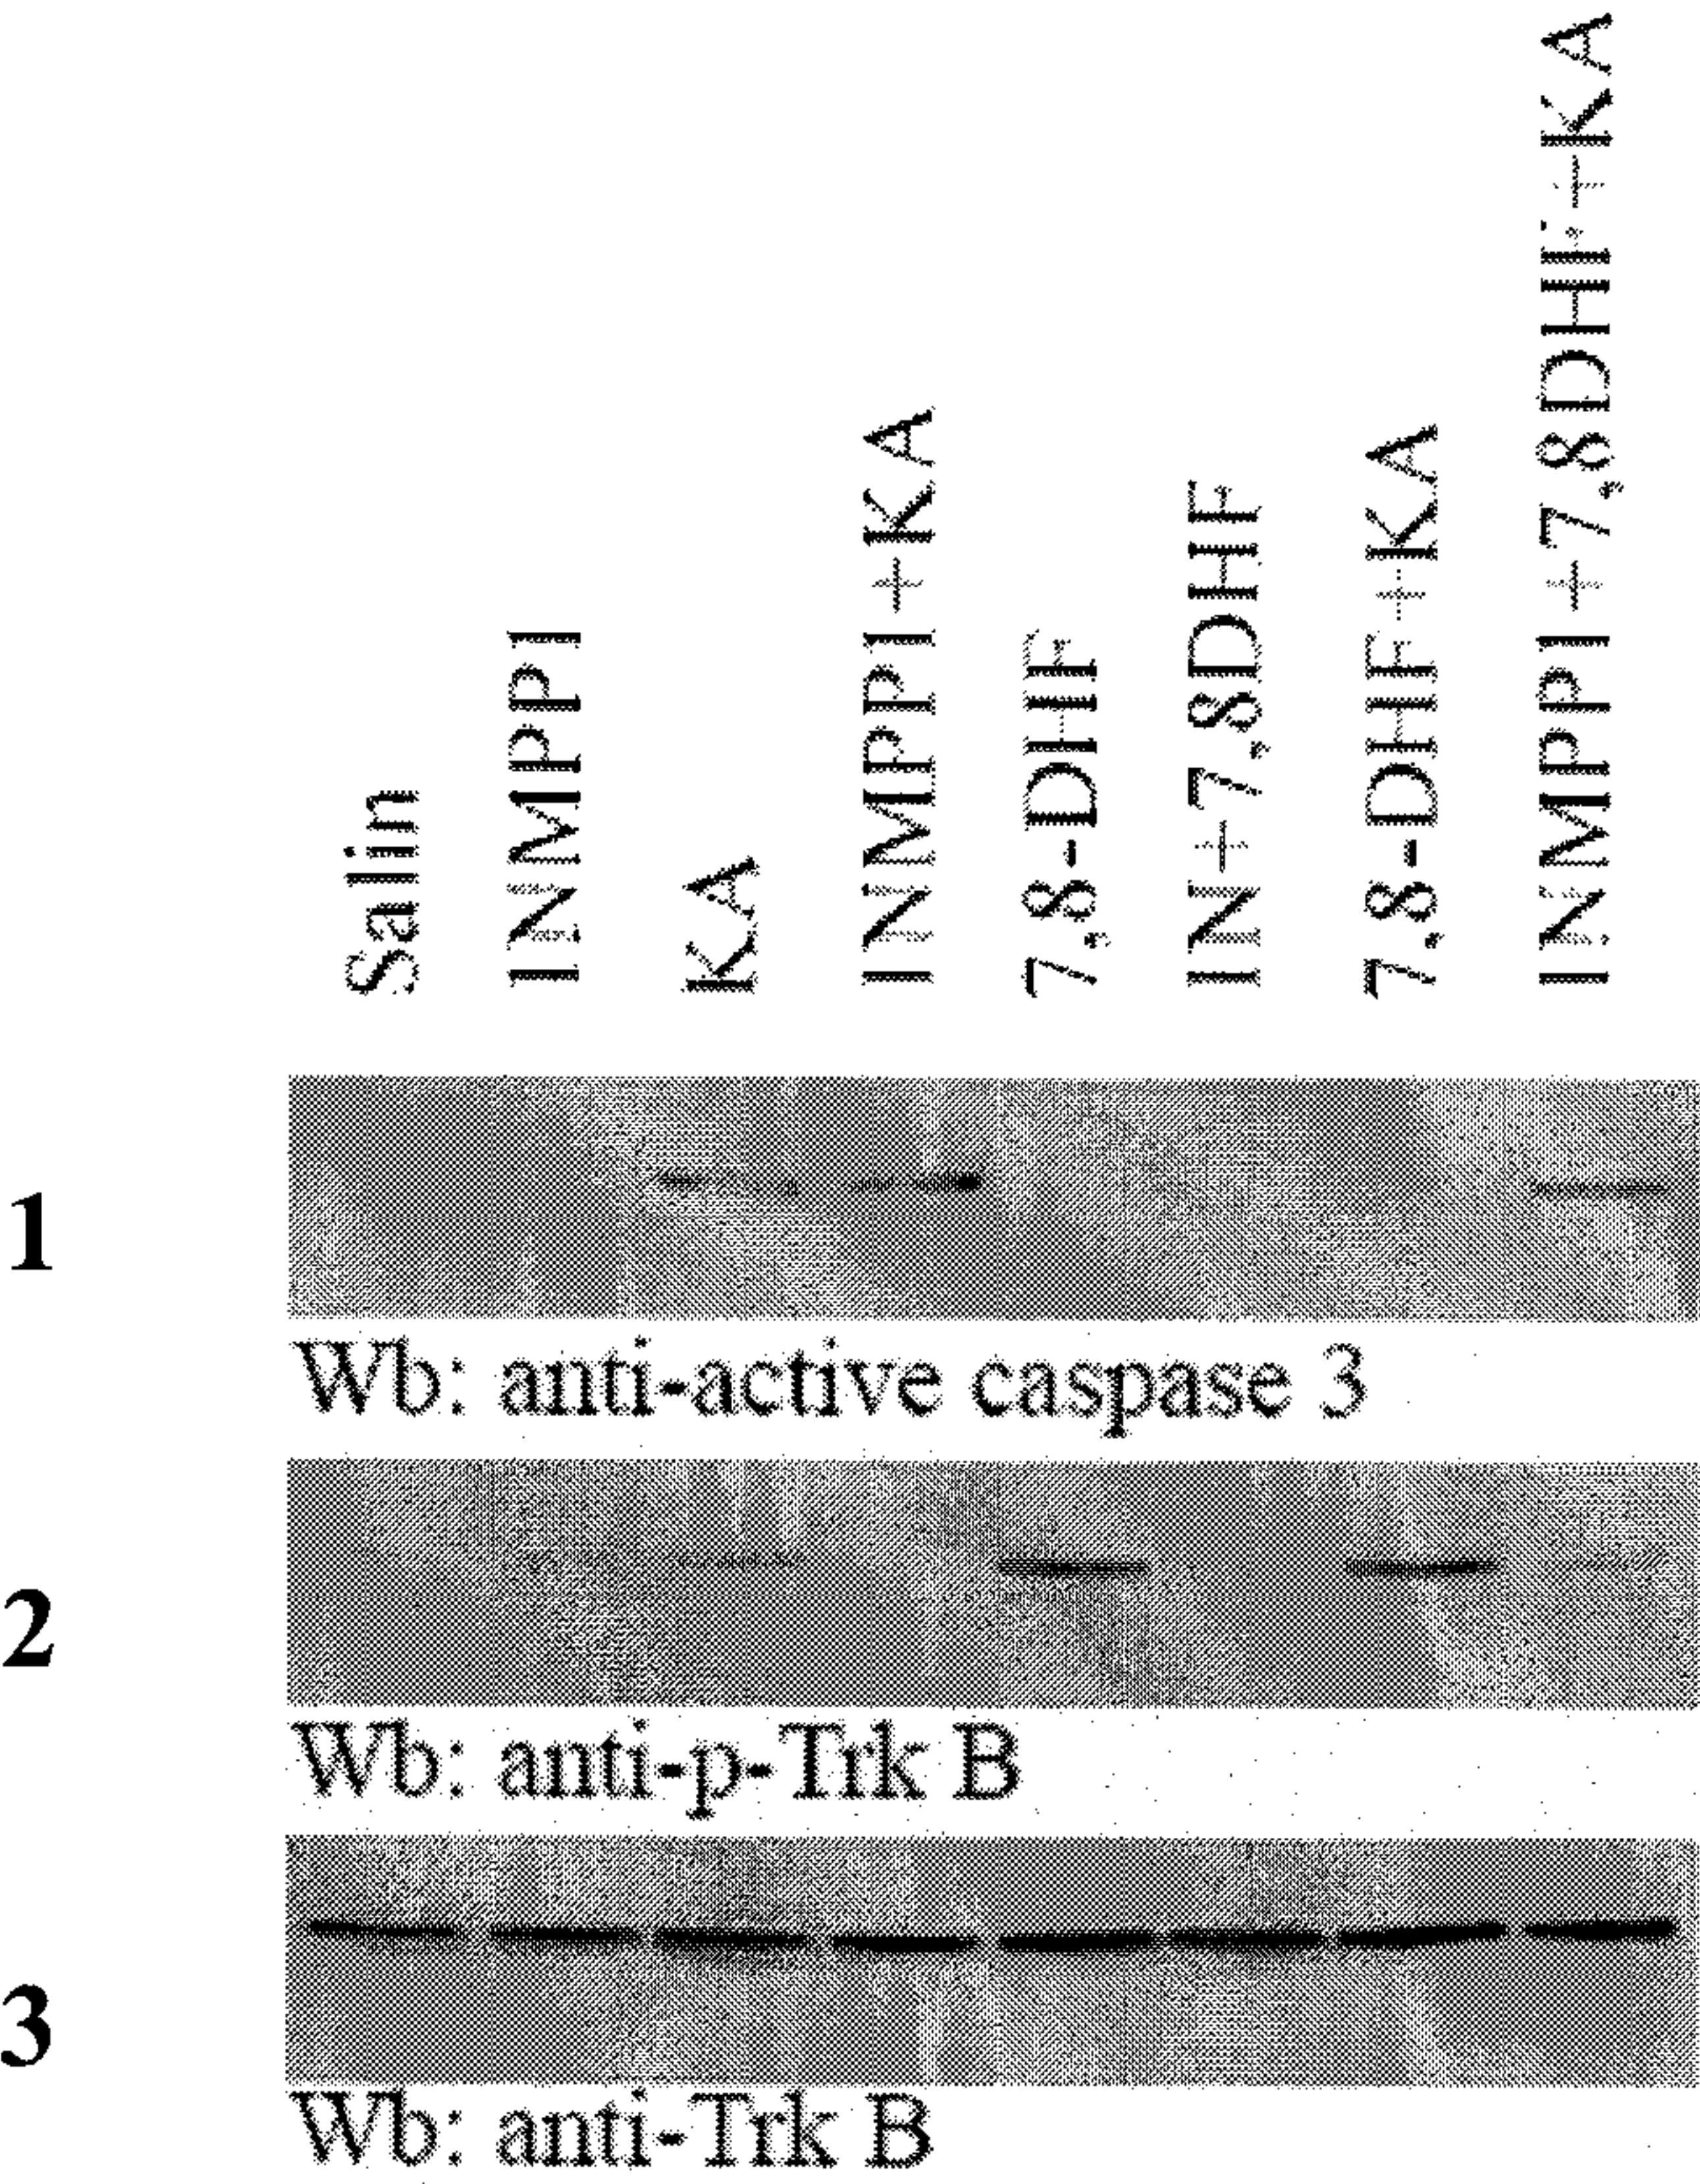 Salin
1NMPP1
KA
1NMPP1+KA
7,8-DHF
1N+7,8DHF
7,8-DHF+KA
1NMPP1+7,8DHF+KA
1
Wb: anti-active caspase 3
2
Wb: anti-p-Trk B
3
Wb: anti-Trk B